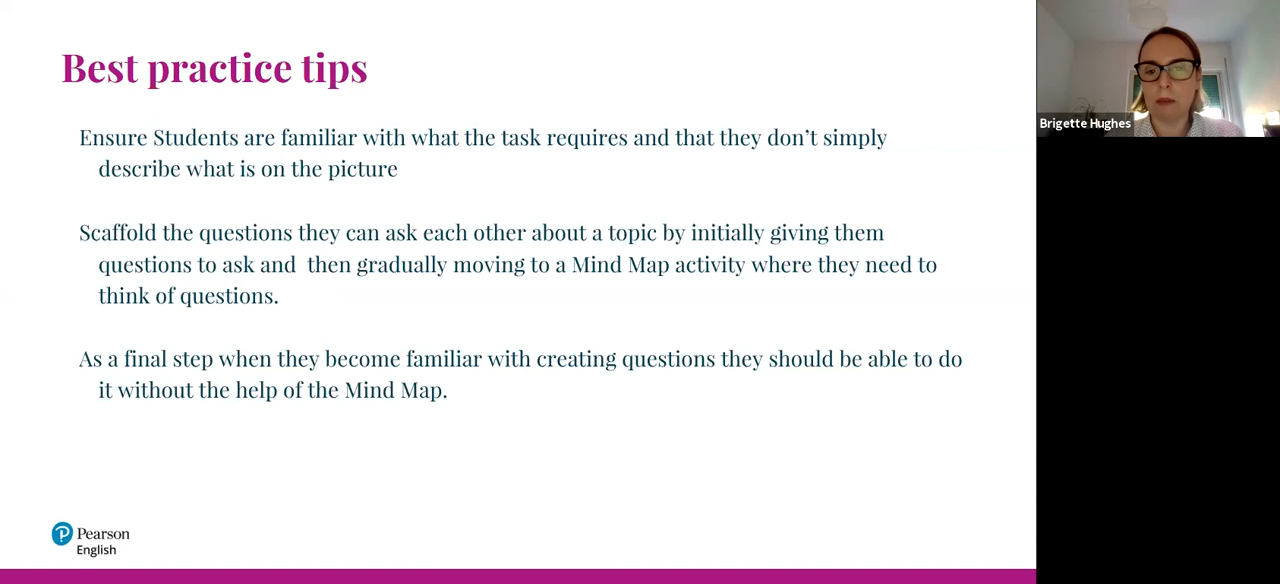 Best practice tips
Ensure Students are familiar with what the task requires and that they don’t simply
describe what is on the picture
Scaffold the questions they can ask each other about a topic by initially giving them
questions to ask and  then gradually moving to a Mind Map activity where they need to
think of questions.
As a final step when they become familiar with creating questions they should be able to do
it without the help of the Mind Map.
Pearson
English
Brigette Hughes